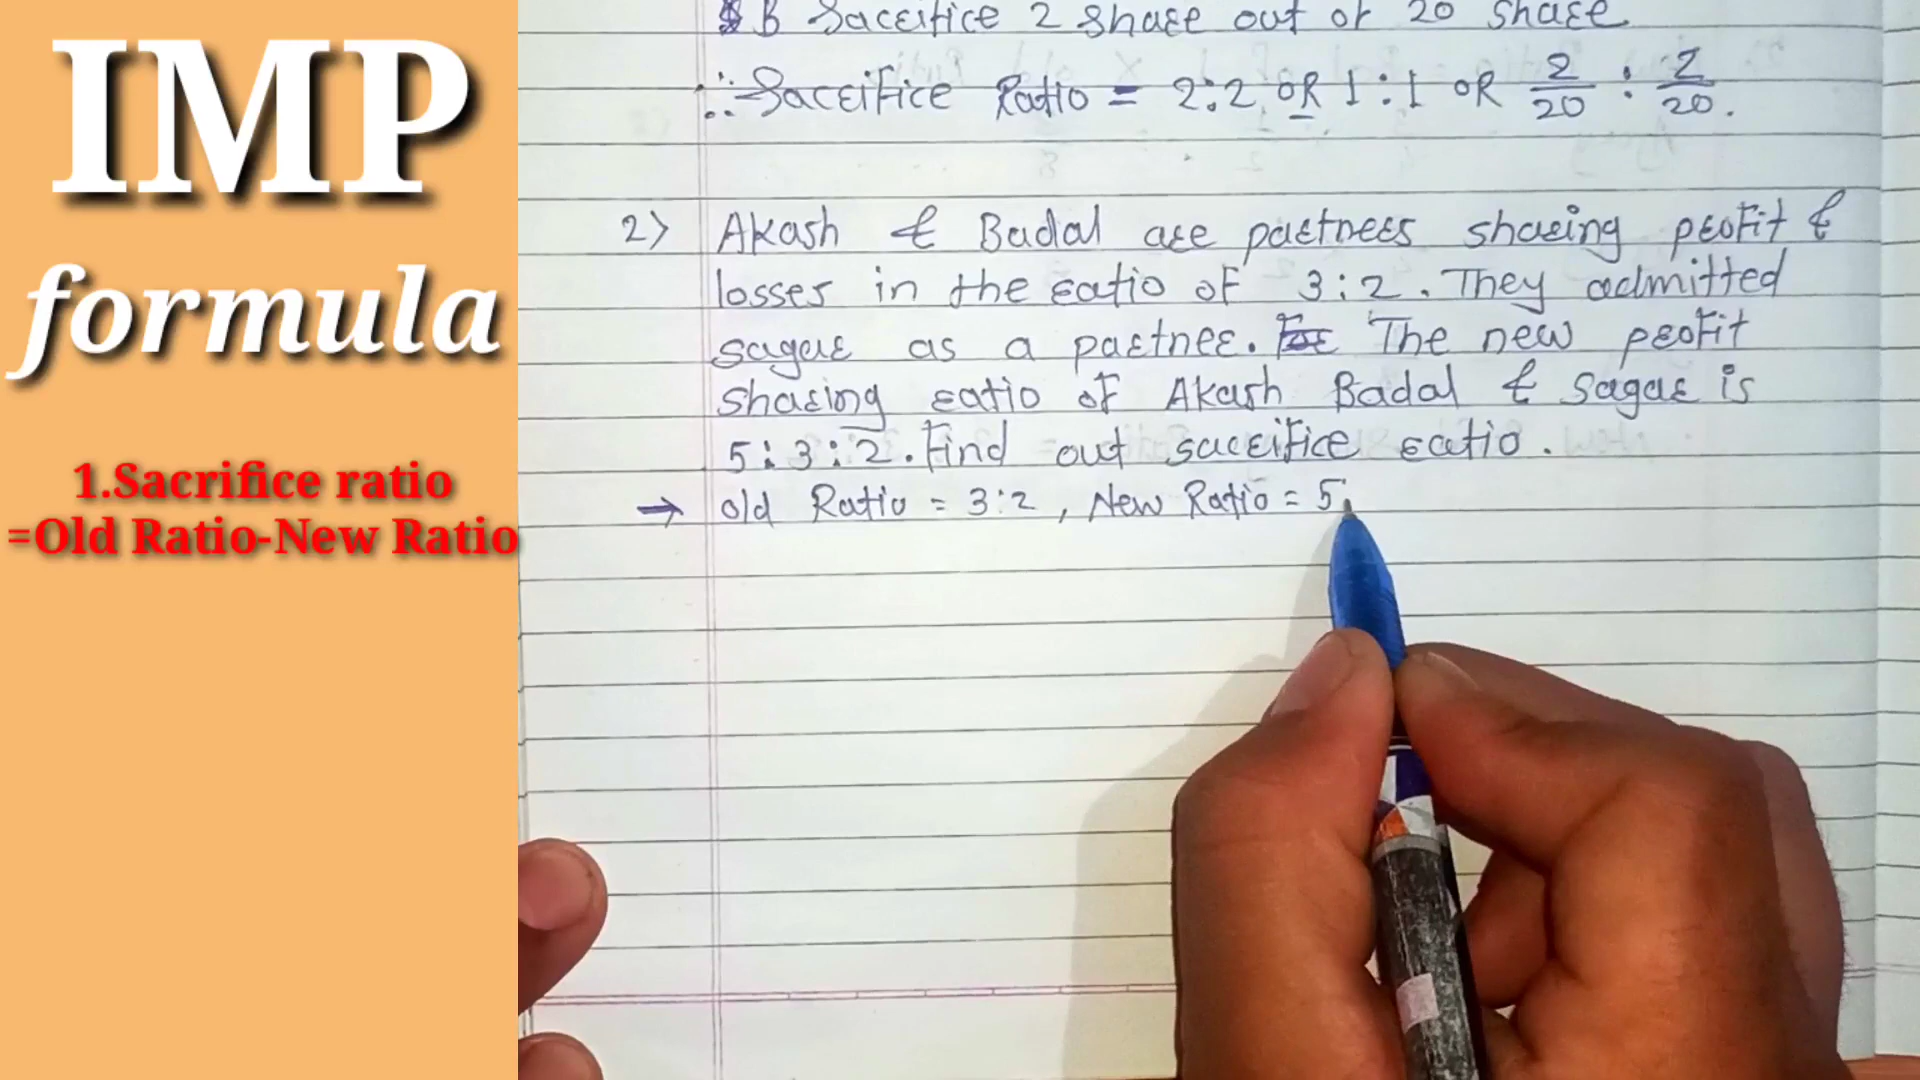 IMP
formula
1.Sacrifice ratio
=Old Ratio-New Ratio
B Sacrifice 2 share out of 20 share
∴ Sacrifice Ratio = 2:2 OR 1:1 OR 2/20 : 2/20.
2) Akash & Badal are partners sharing profit &
losses in the ratio of 3:2. They admitted
sagar as a partner. The new profit
sharing ratio of Akash Badal & Sagar is
5:3:2. Find out sacrifice ratio.
→ old Ratio = 3:2, New Ratio = 5: